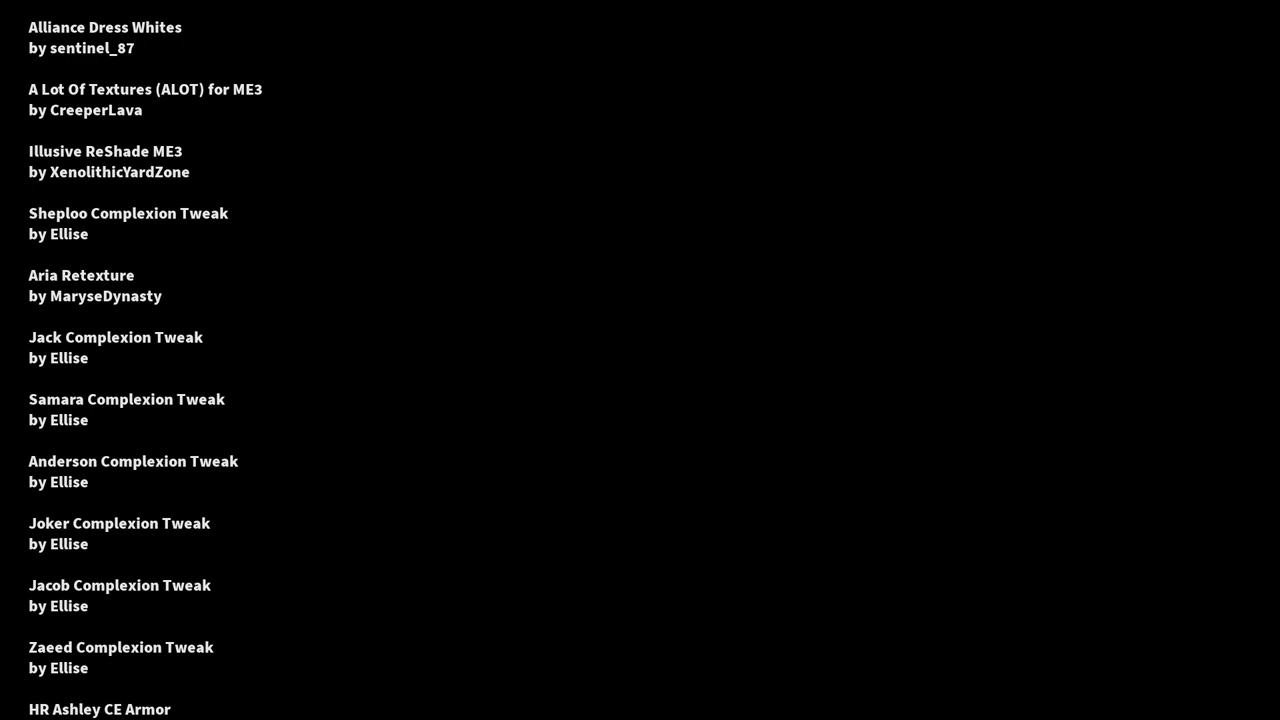 Alliance Dress Whites
by sentinel_87
A Lot Of Textures (ALOT) for ME3
by CreeperLava
Illusive ReShade ME3
by XenolithicYardZone
Sheploo Complexion Tweak
by Ellise
Aria Retexture
by MaryseDynasty
Jack Complexion Tweak
by Ellise
Samara Complexion Tweak
by Ellise
Anderson Complexion Tweak
by Ellise
Joker Complexion Tweak
by Ellise
Jacob Complexion Tweak
by Ellise
Zaeed Complexion Tweak
by Ellise
HR Ashley CE Armor